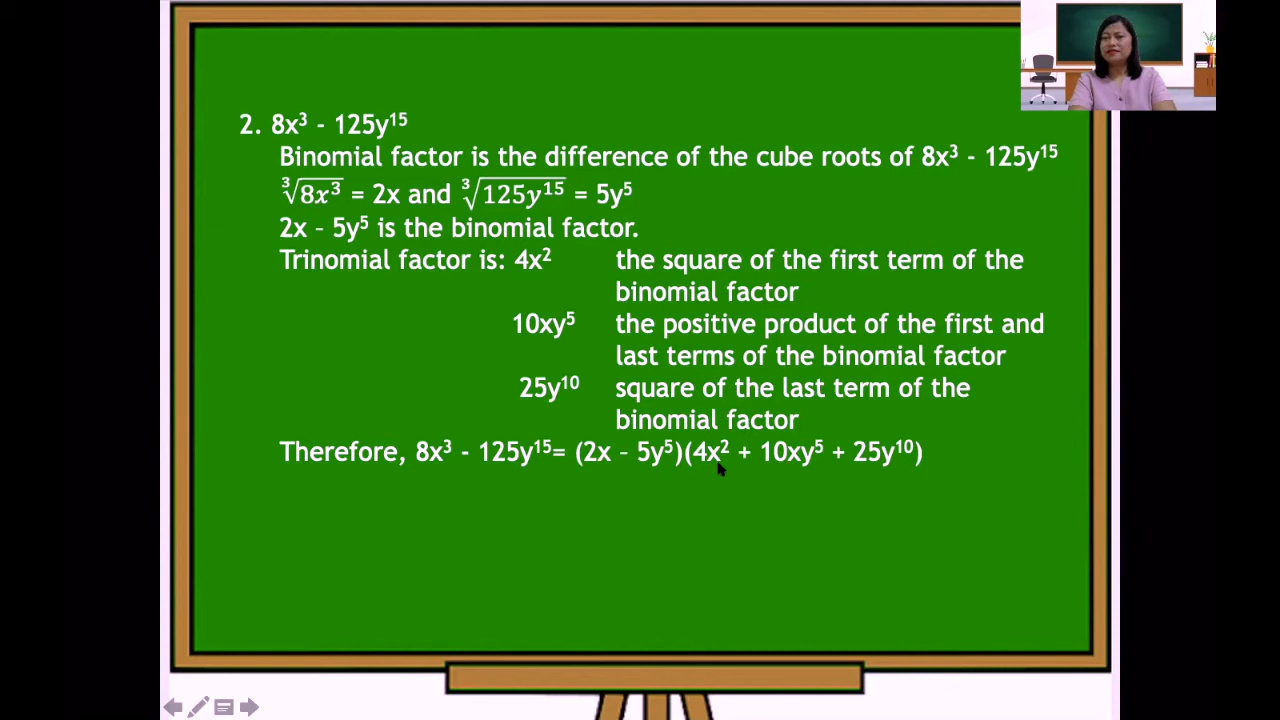 2. 8x³ - 125y¹⁵
Binomial factor is the difference of the cube roots of 8x³ - 125y¹⁵
∛8x³ = 2x and ∛125y¹⁵ = 5y⁵
2x – 5y⁵ is the binomial factor.
Trinomial factor is: 4x² the square of the first term of the
binomial factor
10xy⁵ the positive product of the first and
last terms of the binomial factor
25y¹⁰ square of the last term of the
binomial factor
Therefore, 8x³ - 125y¹⁵= (2x – 5y⁵)(4x² + 10xy⁵ + 25y¹⁰)